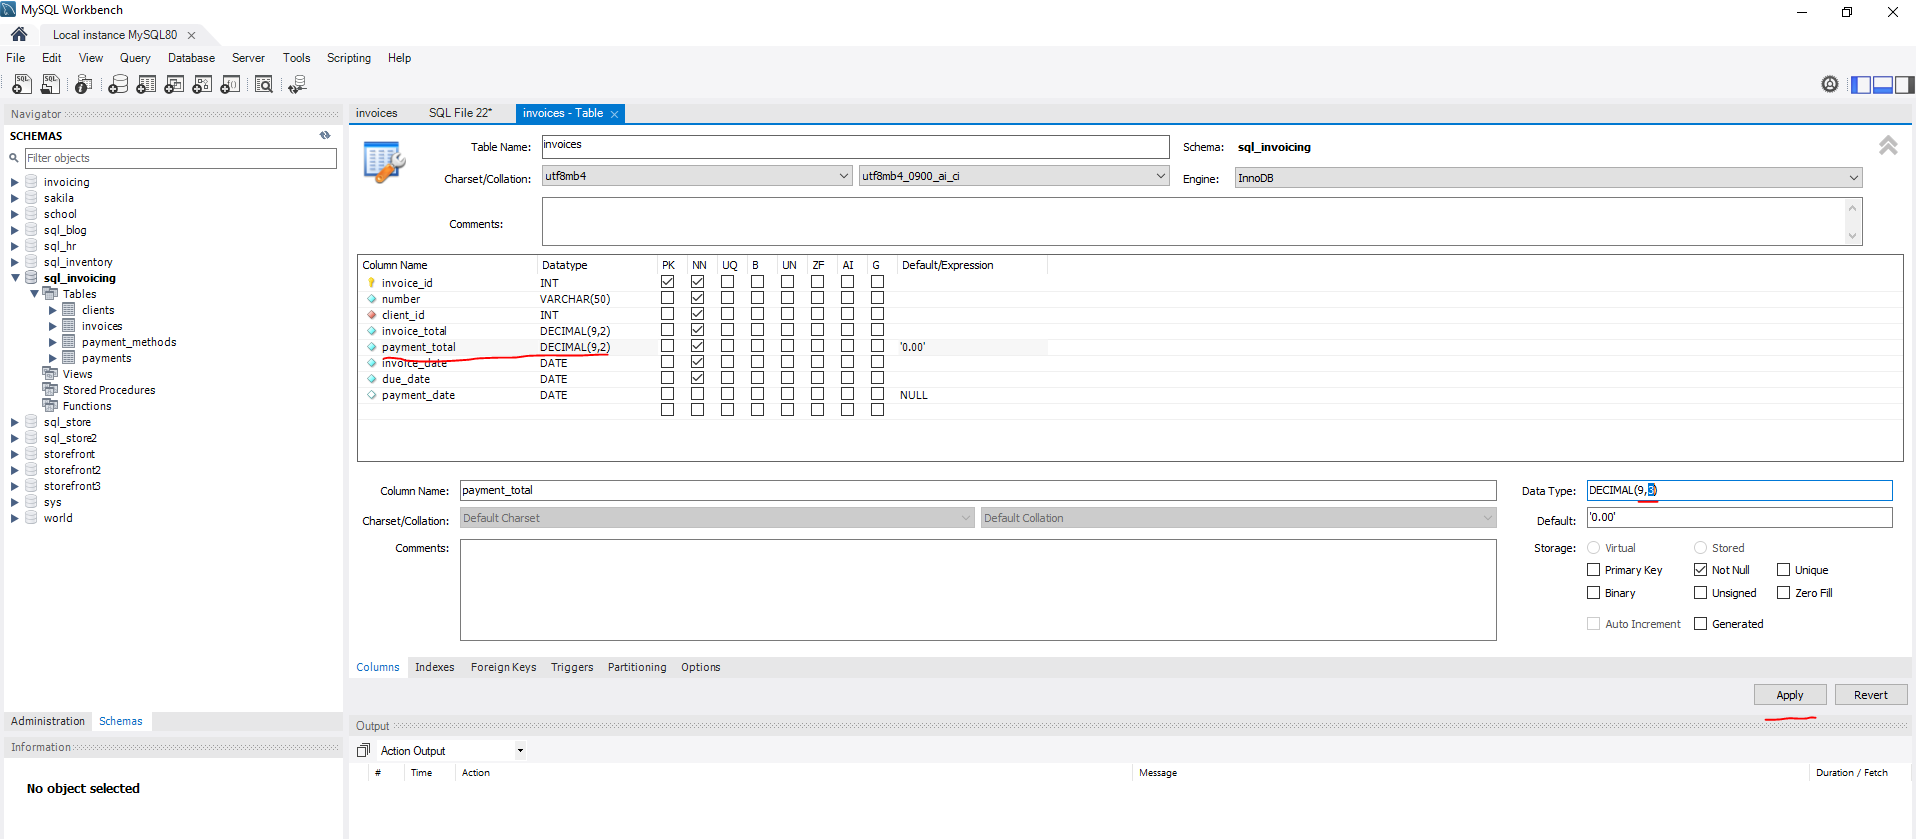 MySQL Workbench
Local instance MySQL80
File Edit View Query Database Server Tools Scripting Help
Navigator
SCHEMAS
Filter objects
invoicing
sakila
school
sql_blog
sql_hr
sql_inventory
sql_invoicing
Tables
clients
invoices
payment_methods
payments
Views
Stored Procedures
Functions
sql_store
sql_store2
storefront
storefront2
storefront3
sys
world
Administration Schemas
Information
No object selected
invoices SQL File 22* invoices - Table
Table Name: invoices Schema: sql_invoicing
Charset/Collation: utf8mb4 utf8mb4_0900_ai_ci Engine: InnoDB
Comments:
Column Name Datatype PK NN UQ B UN ZF AI G Default/Expression
invoice_id INT
number VARCHAR(50)
client_id INT
invoice_total DECIMAL(9,2)
payment_total DECIMAL(9,2) '0.00'
invoice_date DATE
due_date DATE
payment_date DATE NULL
Column Name: payment_total Data Type: DECIMAL(9,3)
Charset/Collation: Default Charset Default Collation Default: '0.00'
Comments: Storage: Virtual Stored
Primary Key Not Null Unique
Binary Unsigned Zero Fill
Auto Increment Generated
Columns Indexes Foreign Keys Triggers Partitioning Options
Apply Revert
Output
Action Output
# Time Action Message Duration / Fetch